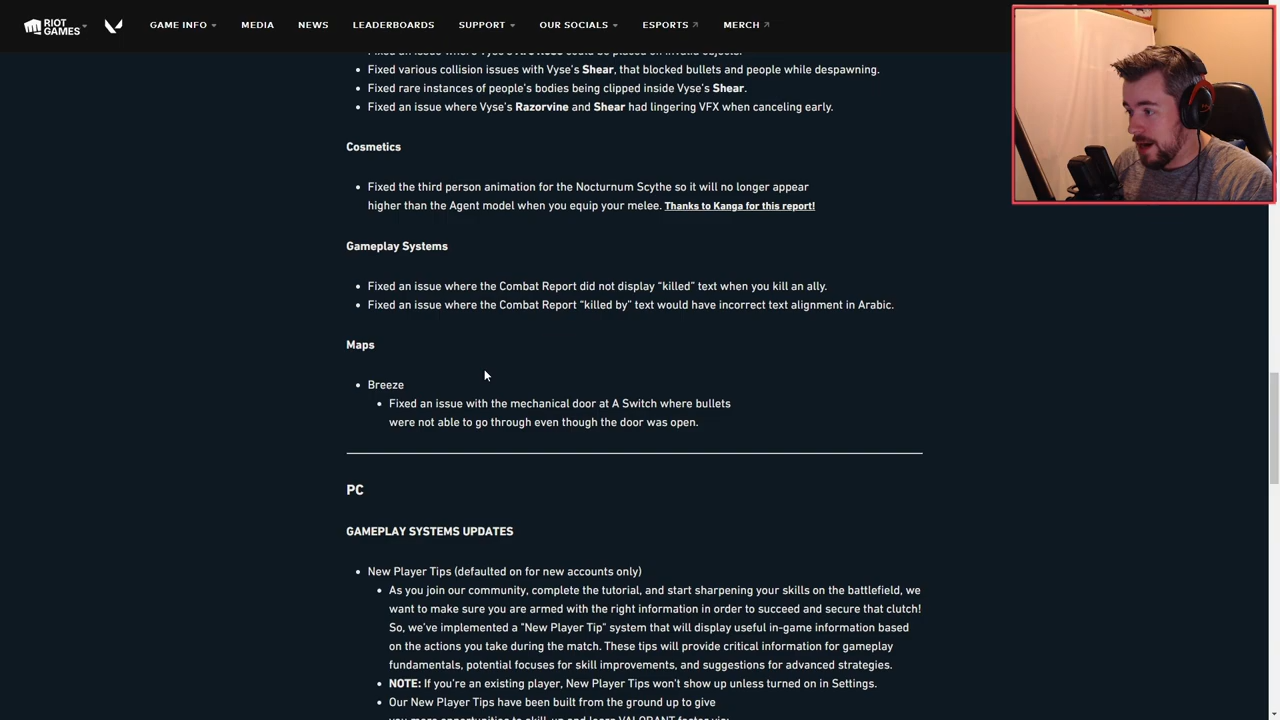 RIOT GAMES
GAME INFO MEDIA NEWS LEADERBOARDS SUPPORT OUR SOCIALS ESPORTS MERCH
• Fixed various collision issues with Vyse's Shear, that blocked bullets and people while despawning.
• Fixed rare instances of people's bodies being clipped inside Vyse's Shear.
• Fixed an issue where Vyse's Razorvine and Shear had lingering VFX when canceling early.
Cosmetics
• Fixed the third person animation for the Nocturnum Scythe so it will no longer appear
higher than the Agent model when you equip your melee. Thanks to Kanga for this report!
Gameplay Systems
• Fixed an issue where the Combat Report did not display “killed” text when you kill an ally.
• Fixed an issue where the Combat Report “killed by” text would have incorrect text alignment in Arabic.
Maps
• Breeze
• Fixed an issue with the mechanical door at A Switch where bullets
were not able to go through even though the door was open.
PC
GAMEPLAY SYSTEMS UPDATES
• New Player Tips (defaulted on for new accounts only)
• As you join our community, complete the tutorial, and start sharpening your skills on the battlefield, we
want to make sure you are armed with the right information in order to succeed and secure that clutch!
So, we've implemented a "New Player Tip" system that will display useful in-game information based
on the actions you take during the match. These tips will provide critical information for gameplay
fundamentals, potential focuses for skill improvements, and suggestions for advanced strategies.
• NOTE: If you're an existing player, New Player Tips won't show up unless turned on in Settings.
• Our New Player Tips have been built from the ground up to give